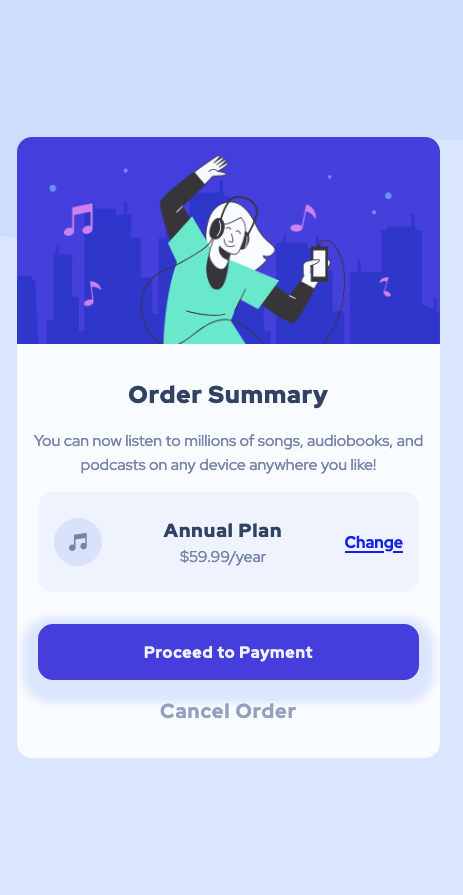 Order Summary
You can now listen to millions of songs, audiobooks, and
podcasts on any device anywhere you like!
Annual Plan
$59.99/year
Change
Proceed to Payment
Cancel Order